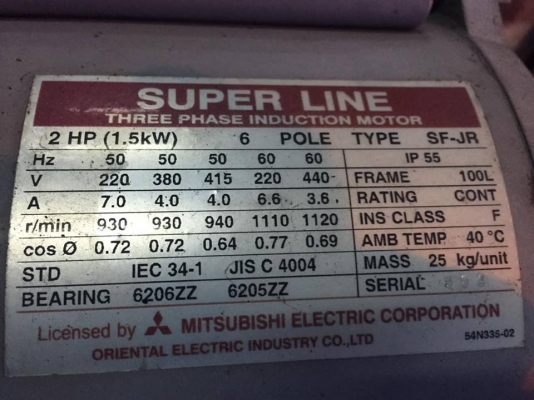 SUPER LINE
THREE PHASE INDUCTION MOTOR
2 HP (1.5kW) 6 POLE TYPE SF-JR
Hz 50 50 50 60 60 IP 55
V 220 380 415 220 440 FRAME 100L
A 7.0 4.0 4.0 6.6 3.6 RATING CONT
r/min 930 930 940 1110 1120 INS CLASS F
cos Ø 0.72 0.72 0.64 0.77 0.69 AMB TEMP 40 °C
STD IEC 34-1 JIS C 4004 MASS 25 kg/unit
BEARING 6206ZZ 6205ZZ SERIAL
Licensed by MITSUBISHI ELECTRIC CORPORATION
ORIENTAL ELECTRIC INDUSTRY CO.,LTD 54N335-02